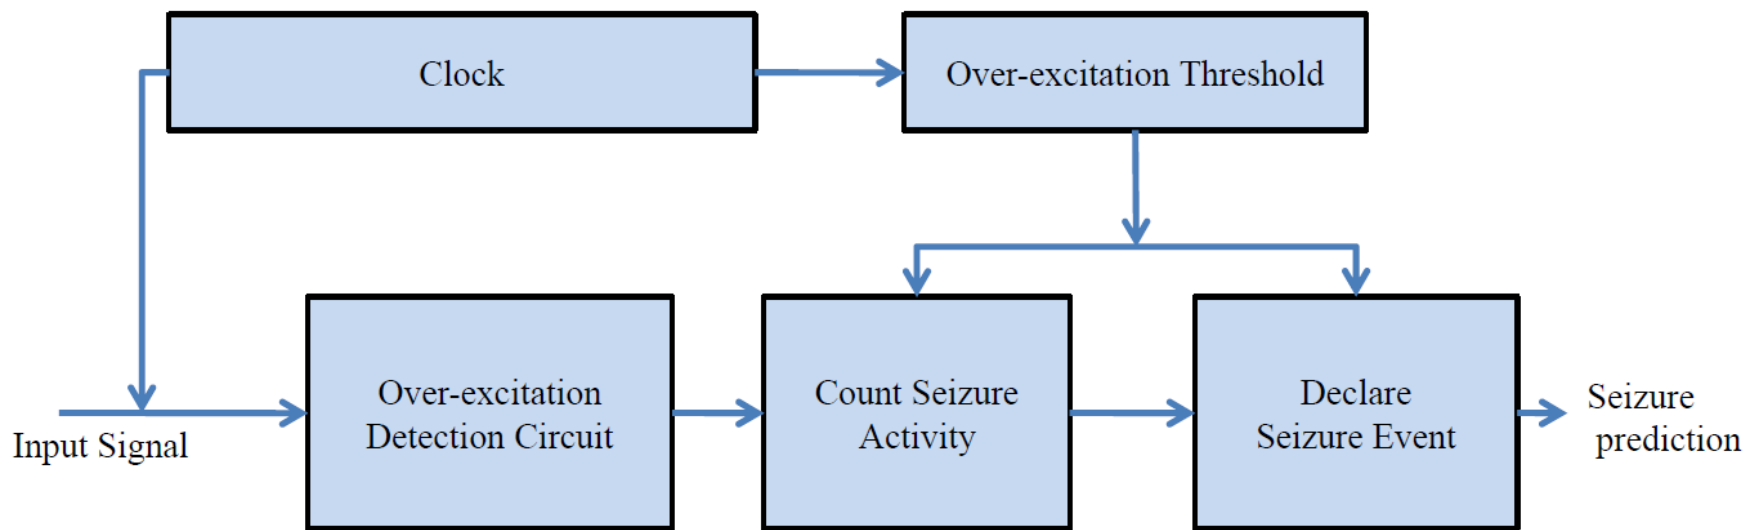 Clock
Over-excitation Threshold
Input Signal
Over-excitation
Detection Circuit
Count Seizure
Activity
Declare
Seizure Event
Seizure
prediction